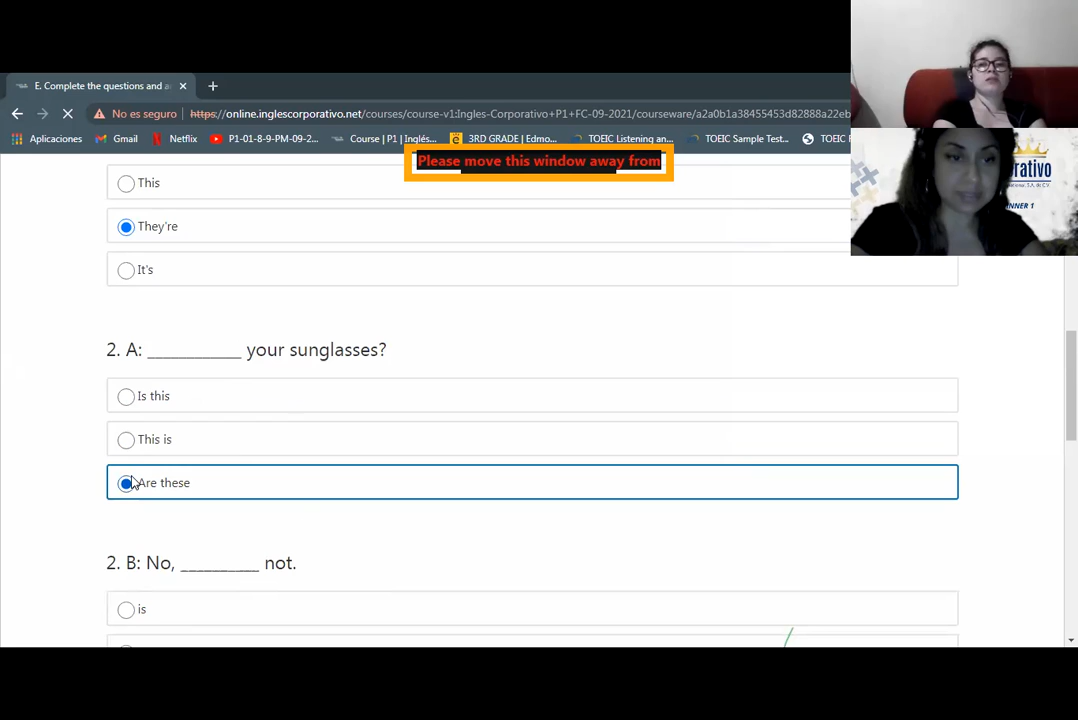 E. Complete the questions and a
No es seguro
https://online.inglescorporativo.net/courses/course-v1:Ingles-Corporativo+P1+FC-09-2021/courseware/a2a0b1a38455453d82888a22eb
Aplicaciones
Gmail
Netflix
P1-01-8-9-PM-09-2...
Course | P1 | Inglés...
3RD GRADE | Edmo...
TOEIC Listening an...
TOEIC Sample Test...
TOEIC
Please move this window away from
This
They're
It's
2. A: ____________ your sunglasses?
Is this
This is
Are these
2. B: No, __________ not.
is